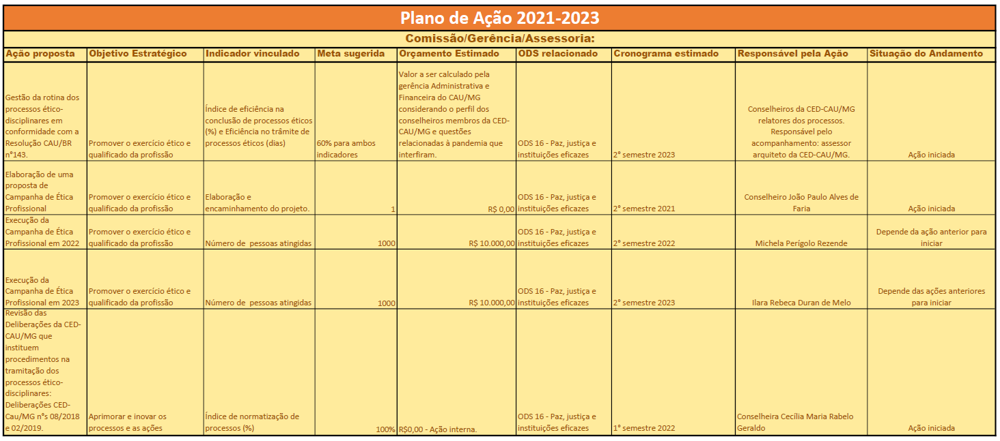 Plano de Ação 2021-2023
Comissão/Gerência/Assessoria:
Ação proposta
Objetivo Estratégico
Indicador vinculado
Meta sugerida
Orçamento Estimado
ODS relacionado
Cronograma estimado
Responsável pela Ação
Situação do Andamento
Gestão da rotina dos
processos ético-
disciplinares em
conformidade com a
Resolução CAU/BR
n°143.
Promover o exercício ético e
qualificado da profissão
Índice de eficiência na
conclusão de processos éticos
(%) e Eficiência no trâmite de
processos éticos (dias)
60% para ambos
indicadores
Valor a ser calculado pela
gerência Administrativa e
Financeira do CAU/MG
considerando o perfil dos
conselheiros membros da CED-
CAU/MG e questões
relacionadas à pandemia que
interfiram.
ODS 16 - Paz, justiça e
instituições eficazes
2° semestre 2023
Conselheiros da CED-CAU/MG
relatores dos processos.
Responsável pelo
acompanhamento: assessor
arquiteto da CED-CAU/MG.
Ação iniciada
Elaboração de uma
proposta de
Campanha de Ética
Profissional
Promover o exercício ético e
qualificado da profissão
Elaboração e
encaminhamento do projeto.
1
R$ 0,00
ODS 16 - Paz, justiça e
instituições eficazes
2° semestre 2021
Conselheiro João Paulo Alves de
Faria
Ação iniciada
Execução da
Campanha de Ética
Profissional em 2022
Promover o exercício ético e
qualificado da profissão
Número de  pessoas atingidas
1000
R$ 10.000,00
ODS 16 - Paz, justiça e
instituições eficazes
2° semestre 2022
Michela Perígolo Rezende
Depende da ação anterior para
iniciar
Execução da
Campanha de Ética
Profissional em 2023
Promover o exercício ético e
qualificado da profissão
Número de  pessoas atingidas
1000
R$ 10.000,00
ODS 16 - Paz, justiça e
instituições eficazes
2° semestre 2023
Ilara Rebeca Duran de Melo
Depende das ações anteriores
para iniciar
Revisão das
Deliberações da CED-
CAU/MG que
instituem
procedimentos na
tramitação dos
processos ético-
disciplinares:
Deliberações CED-
Cau/MG n°s 08/2018
e 02/2019.
Aprimorar e inovar os
processos e as ações
Índice de normatização de
processos (%)
100%
R$0,00 - Ação interna.
ODS 16 - Paz, justiça e
instituições eficazes
1° semestre 2022
Conselheira Cecília Maria Rabelo
Geraldo
Ação iniciada